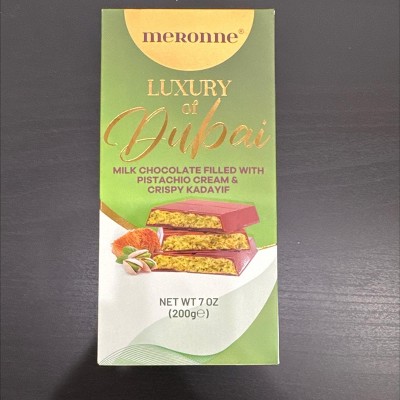 meRONNe®
LUXURY
of
Dubai
MILK CHOCOLATE FILLED WITH
PISTACHIO CREAM &
CRISPY KADAYIF
NET WT 7 OZ
(200g℮)